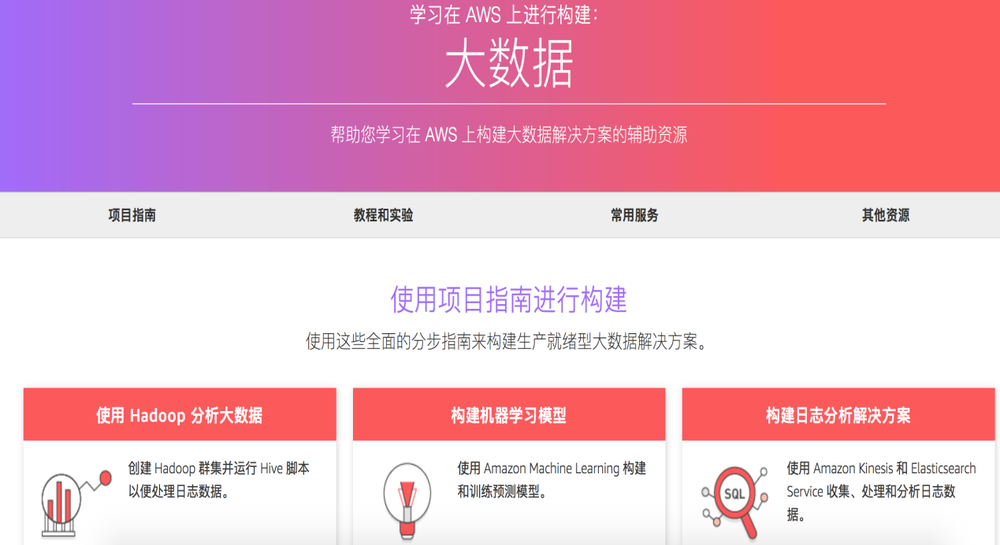 学习在 AWS 上进行构建：
大数据
帮助您学习在 AWS 上构建大数据解决方案的辅助资源
项目指南
教程和实验
常用服务
其他资源
使用项目指南进行构建
使用这些全面的分步指南来构建生产就绪型大数据解决方案。
使用 Hadoop 分析大数据
创建 Hadoop 群集并运行 Hive 脚本
以便处理日志数据。
构建机器学习模型
使用 Amazon Machine Learning 构建
和训练预测模型。
构建日志分析解决方案
SQL
使用 Amazon Kinesis 和 Elasticsearch
Service 收集、处理和分析日志数
据。